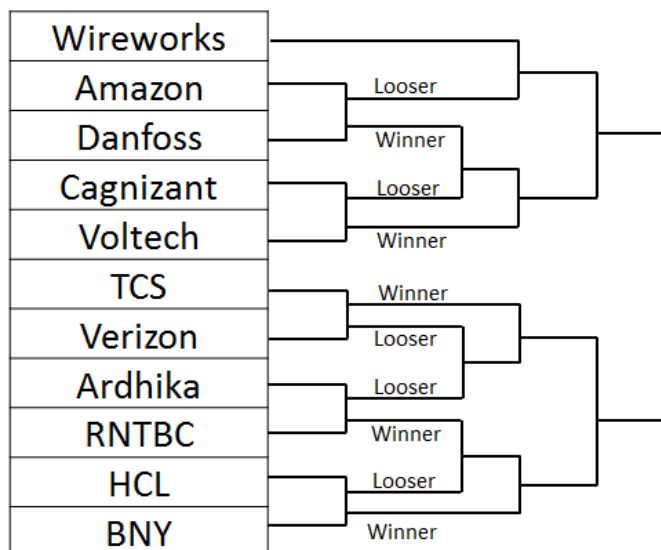 Wireworks
Amazon
Looser
Danfoss
Winner
Cagnizant
Looser
Voltech
Winner
TCS
Winner
Verizon
Looser
Ardhika
Looser
RNTBC
Winner
HCL
Looser
BNY
Winner